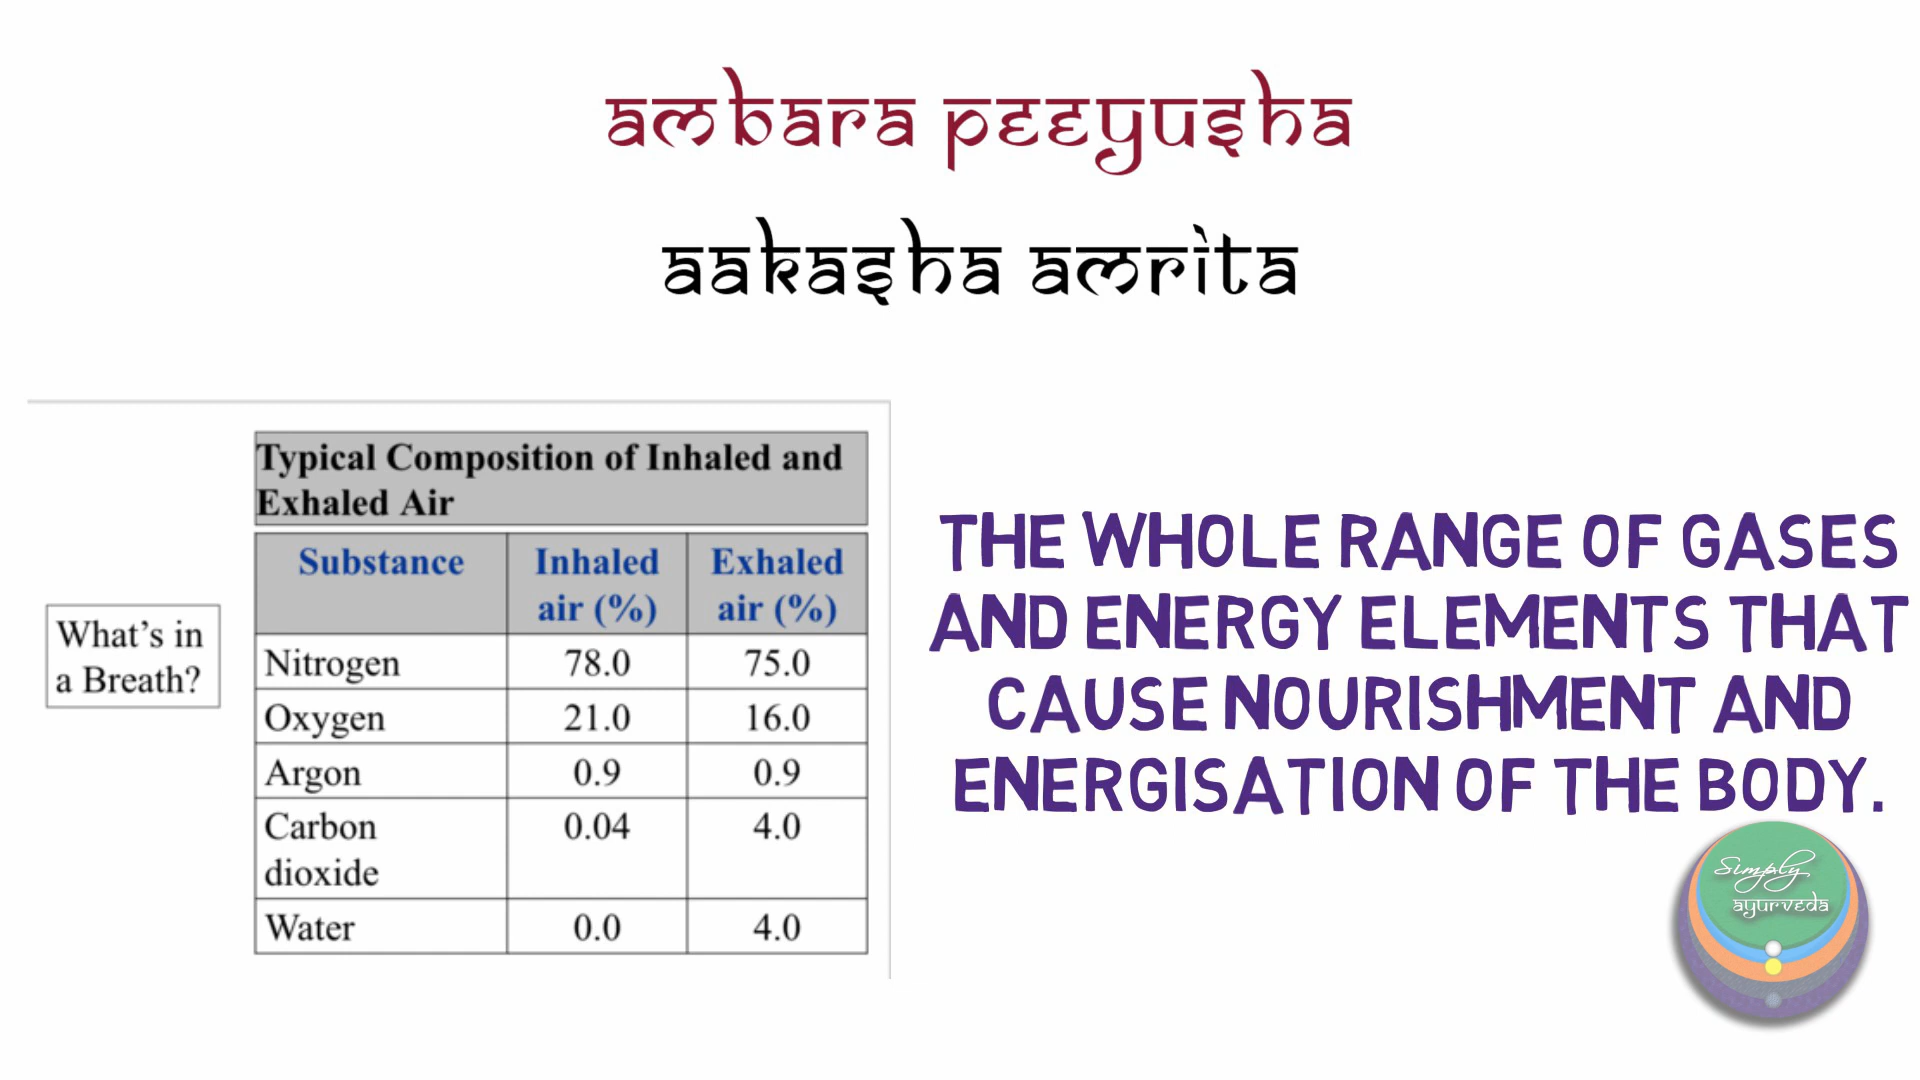 ambara peeyusha
aakasha amrita
Typical Composition of Inhaled and
Exhaled Air
Substance Inhaled air (%) Exhaled air (%)
What's in
a Breath?
Nitrogen 78.0 75.0
Oxygen 21.0 16.0
Argon 0.9 0.9
Carbon dioxide 0.04 4.0
Water 0.0 4.0
THE WHOLE RANGE OF GASES
AND ENERGY ELEMENTS THAT
CAUSE NOURISHMENT AND
ENERGISATION OF THE BODY.
Simply
ayurveda